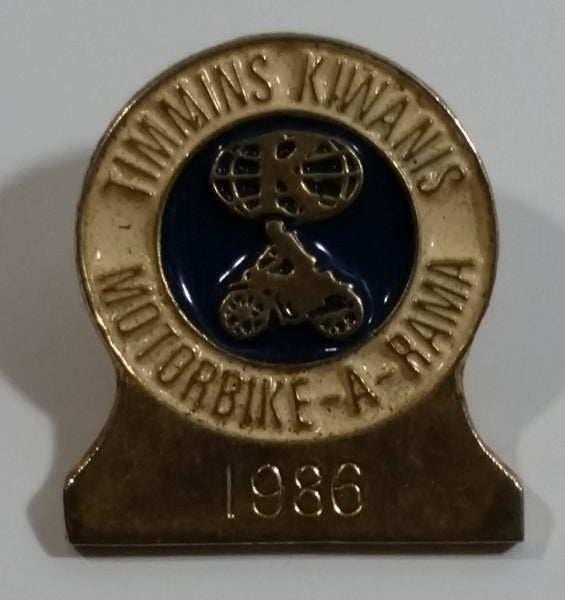 TIMMINS KIWANIS
K
MOTORBIKE-A-RAMA
1986